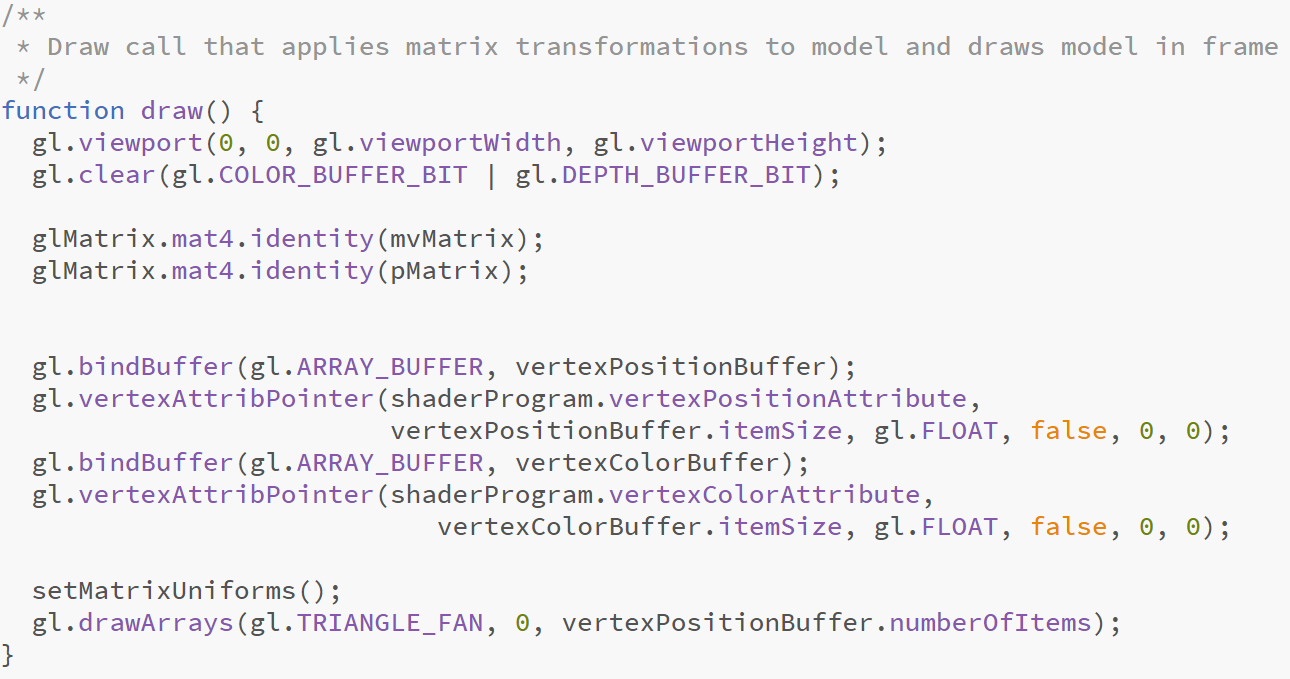 /**
 * Draw call that applies matrix transformations to model and draws model in frame
 */
function draw() {
  gl.viewport(0, 0, gl.viewportWidth, gl.viewportHeight);
  gl.clear(gl.COLOR_BUFFER_BIT | gl.DEPTH_BUFFER_BIT);

  glMatrix.mat4.identity(mvMatrix);
  glMatrix.mat4.identity(pMatrix);


  gl.bindBuffer(gl.ARRAY_BUFFER, vertexPositionBuffer);
  gl.vertexAttribPointer(shaderProgram.vertexPositionAttribute,
                         vertexPositionBuffer.itemSize, gl.FLOAT, false, 0, 0);
  gl.bindBuffer(gl.ARRAY_BUFFER, vertexColorBuffer);
  gl.vertexAttribPointer(shaderProgram.vertexColorAttribute,
                            vertexColorBuffer.itemSize, gl.FLOAT, false, 0, 0);

  setMatrixUniforms();
  gl.drawArrays(gl.TRIANGLE_FAN, 0, vertexPositionBuffer.numberOfItems);
}